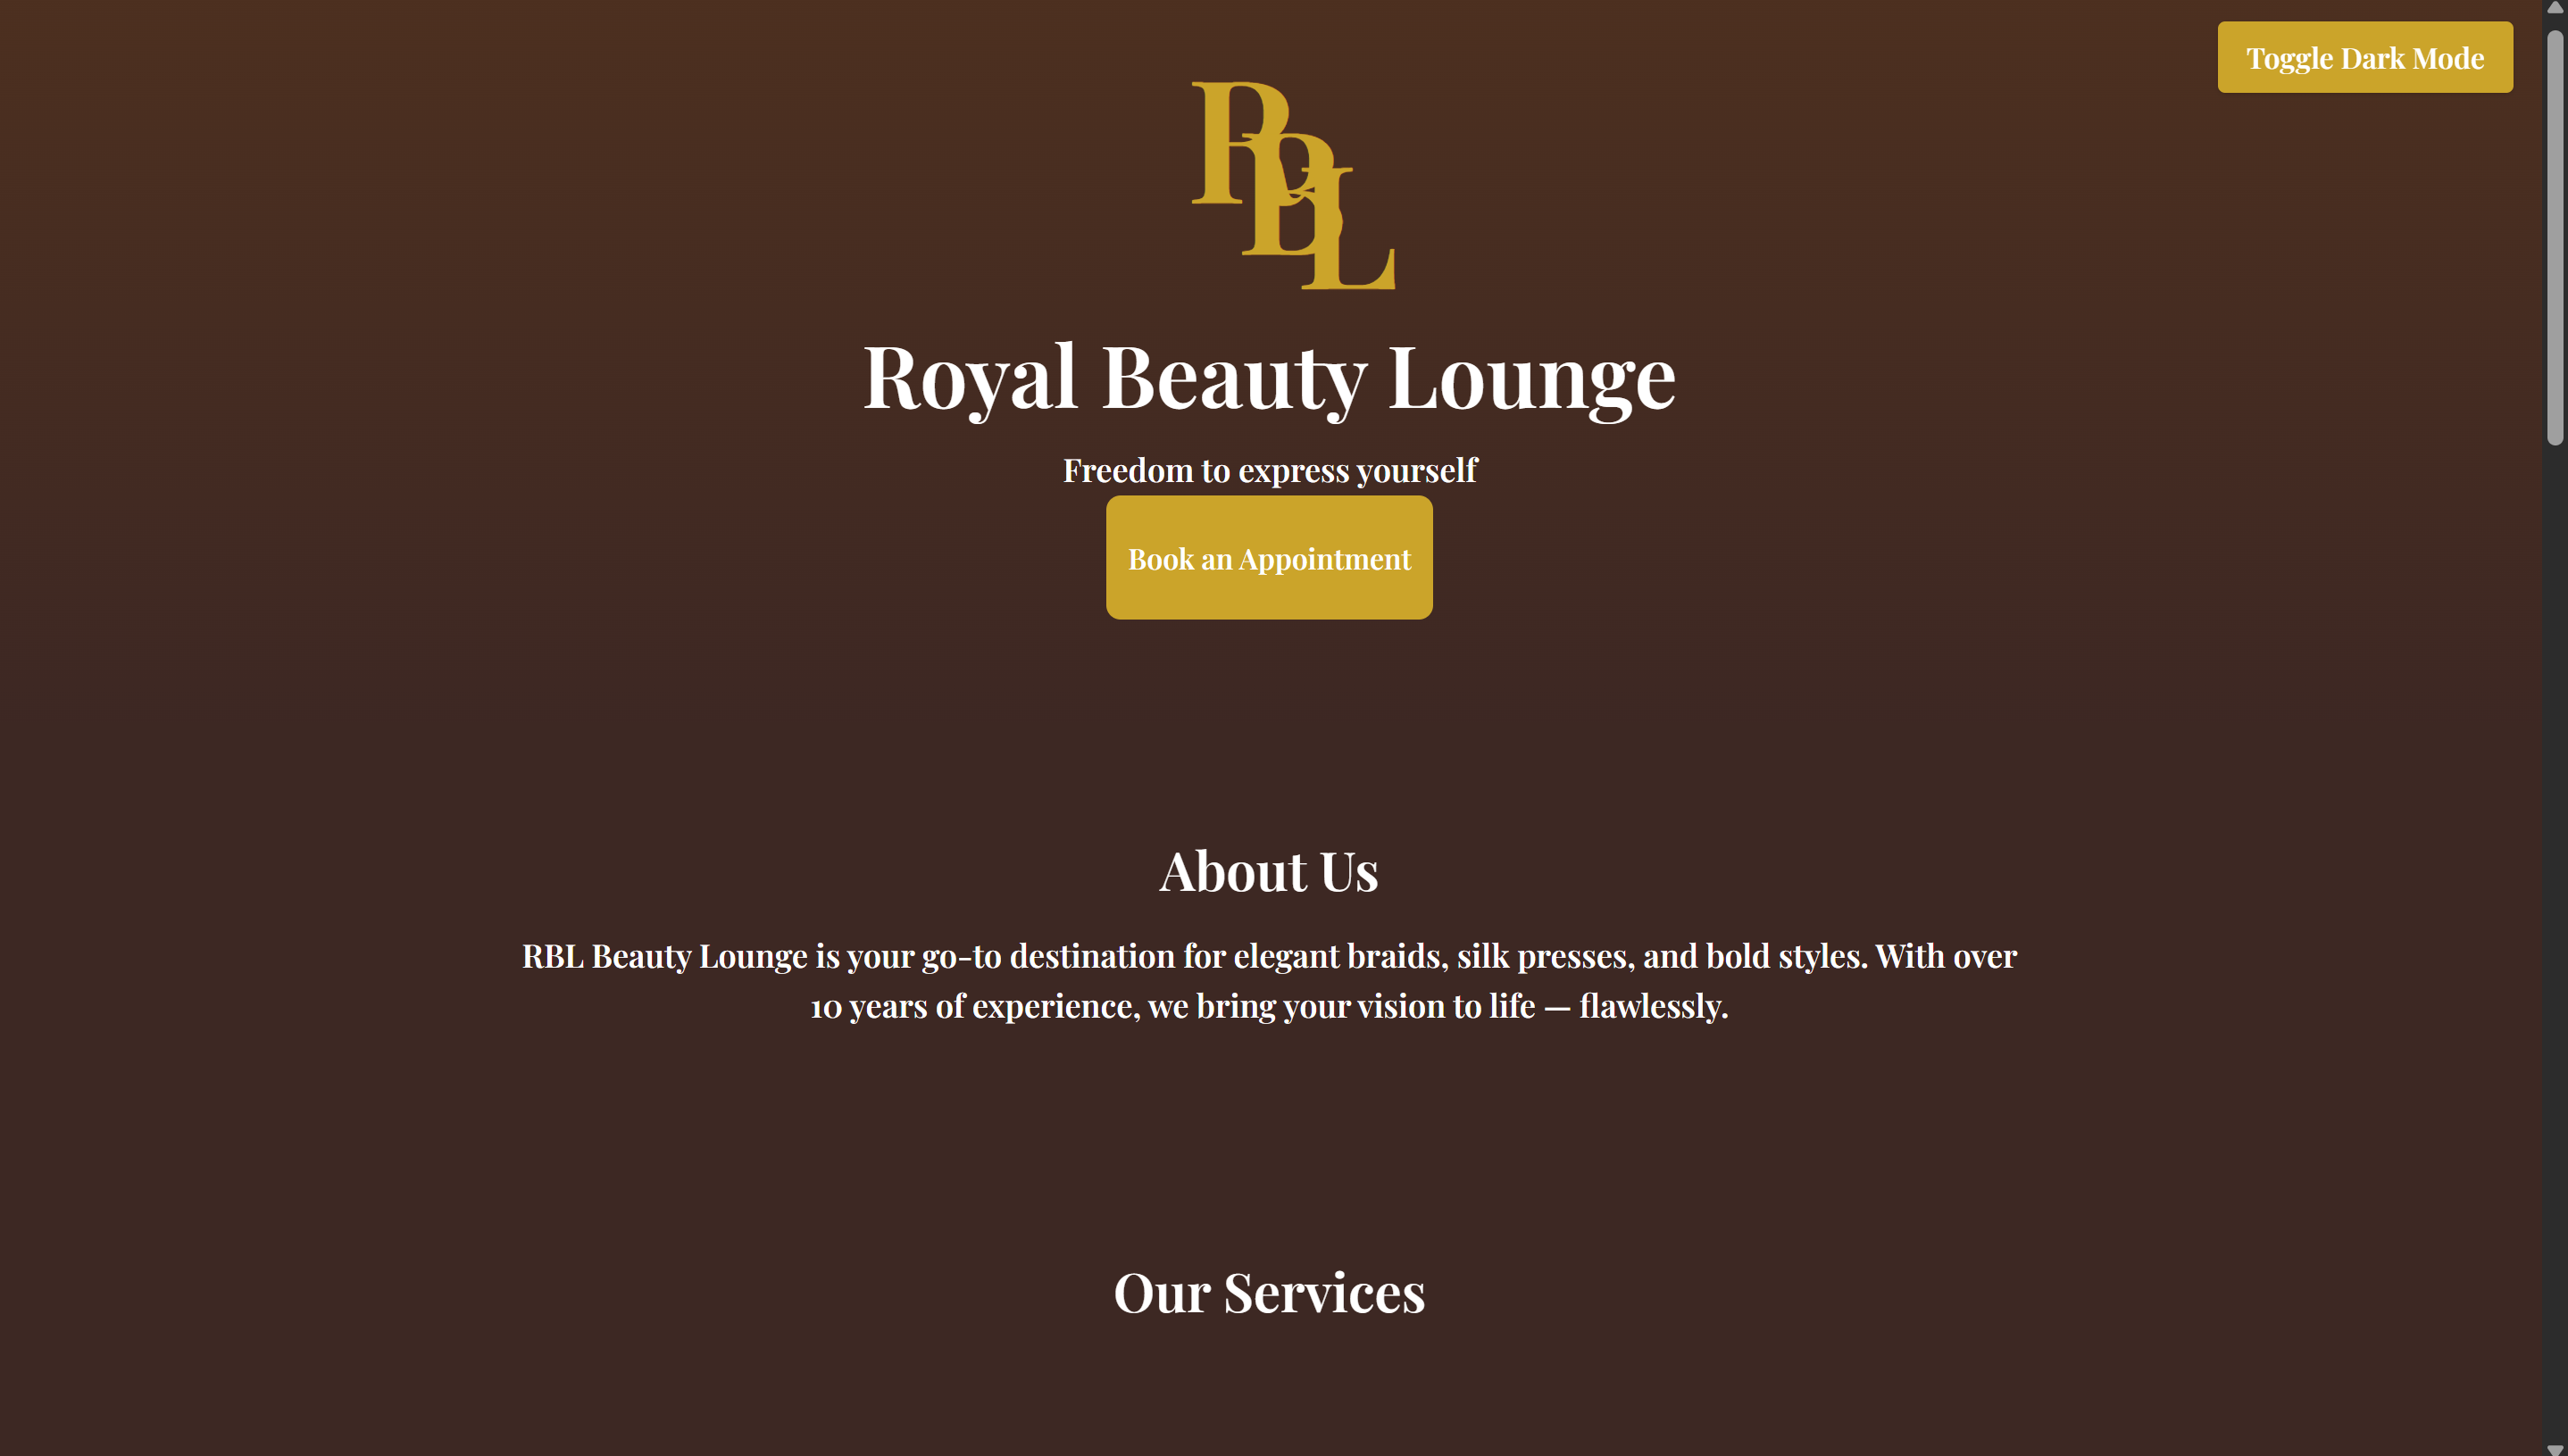 Toggle Dark Mode
RBL
Royal Beauty Lounge
Freedom to express yourself
Book an Appointment
About Us
RBL Beauty Lounge is your go-to destination for elegant braids, silk presses, and bold styles. With over
10 years of experience, we bring your vision to life — flawlessly.
Our Services